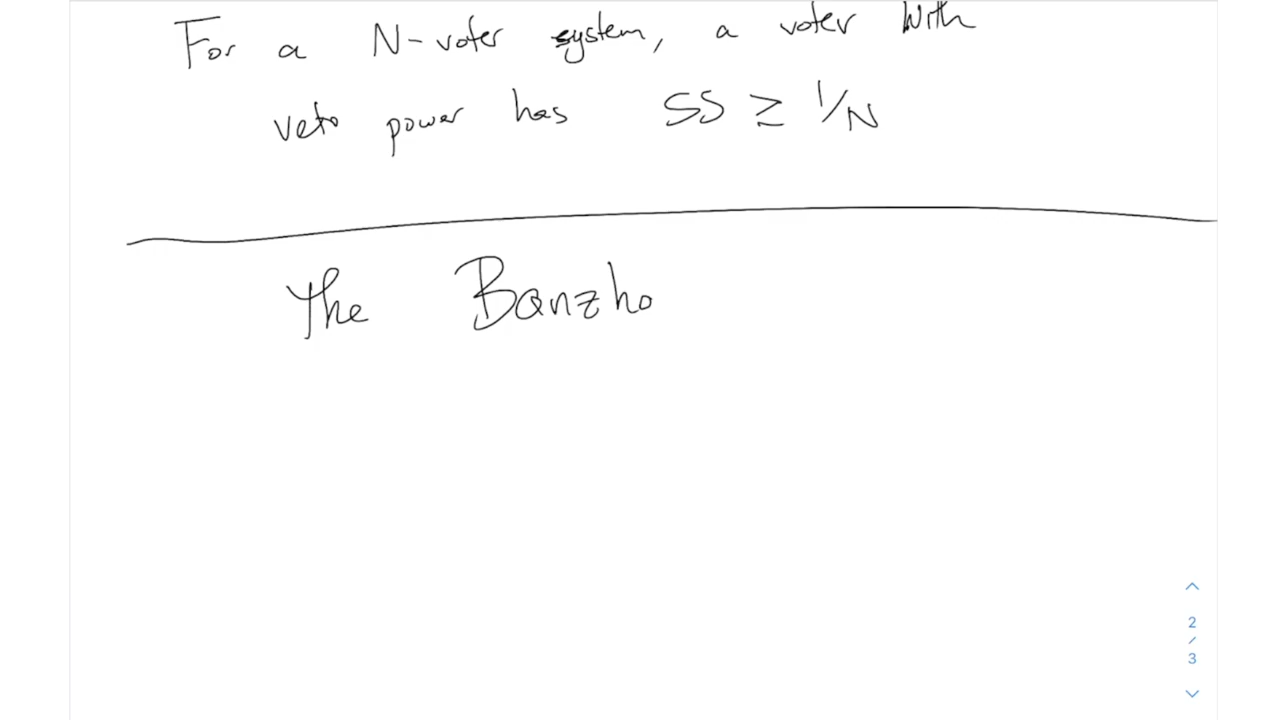 For a N-voter system, a voter with
veto power has SS ≥ 1/N
The Banzho
2
/
3